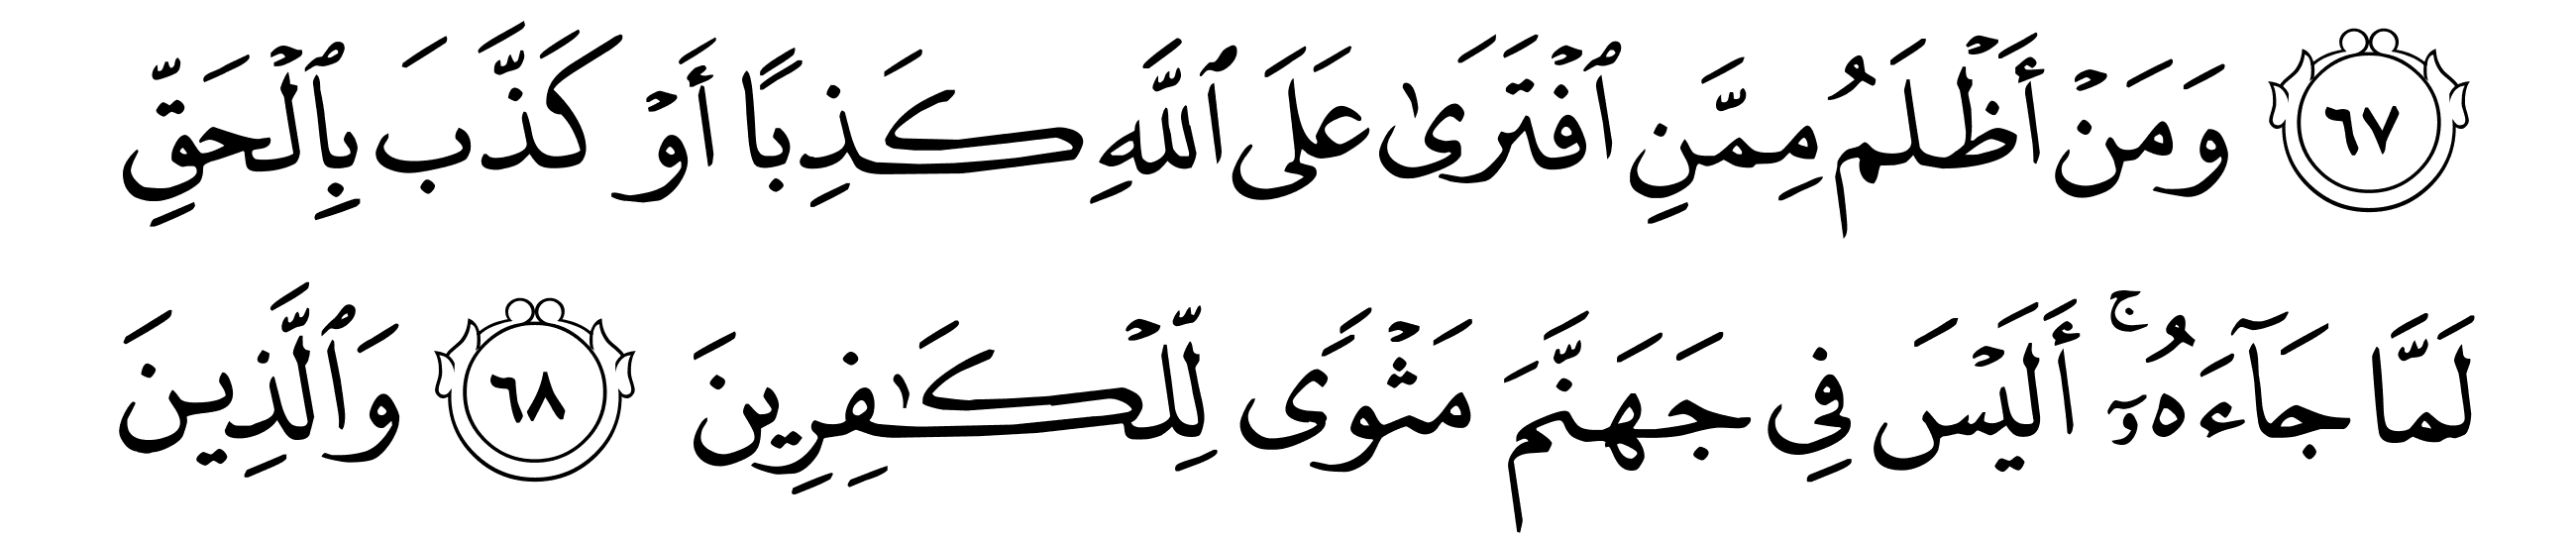 ٦٧ وَمَنۡ أَظۡلَمُ مِمَّنِ ٱفۡتَرَىٰ عَلَى ٱللَّهِ كَذِبًا أَوۡ كَذَّبَ بِٱلۡحَقِّ
لَمَّا جَآءَهُۥٓۚ أَلَيۡسَ فِي جَهَنَّمَ مَثۡوٗى لِّلۡكَٰفِرِينَ ٦٨ وَٱلَّذِينَ